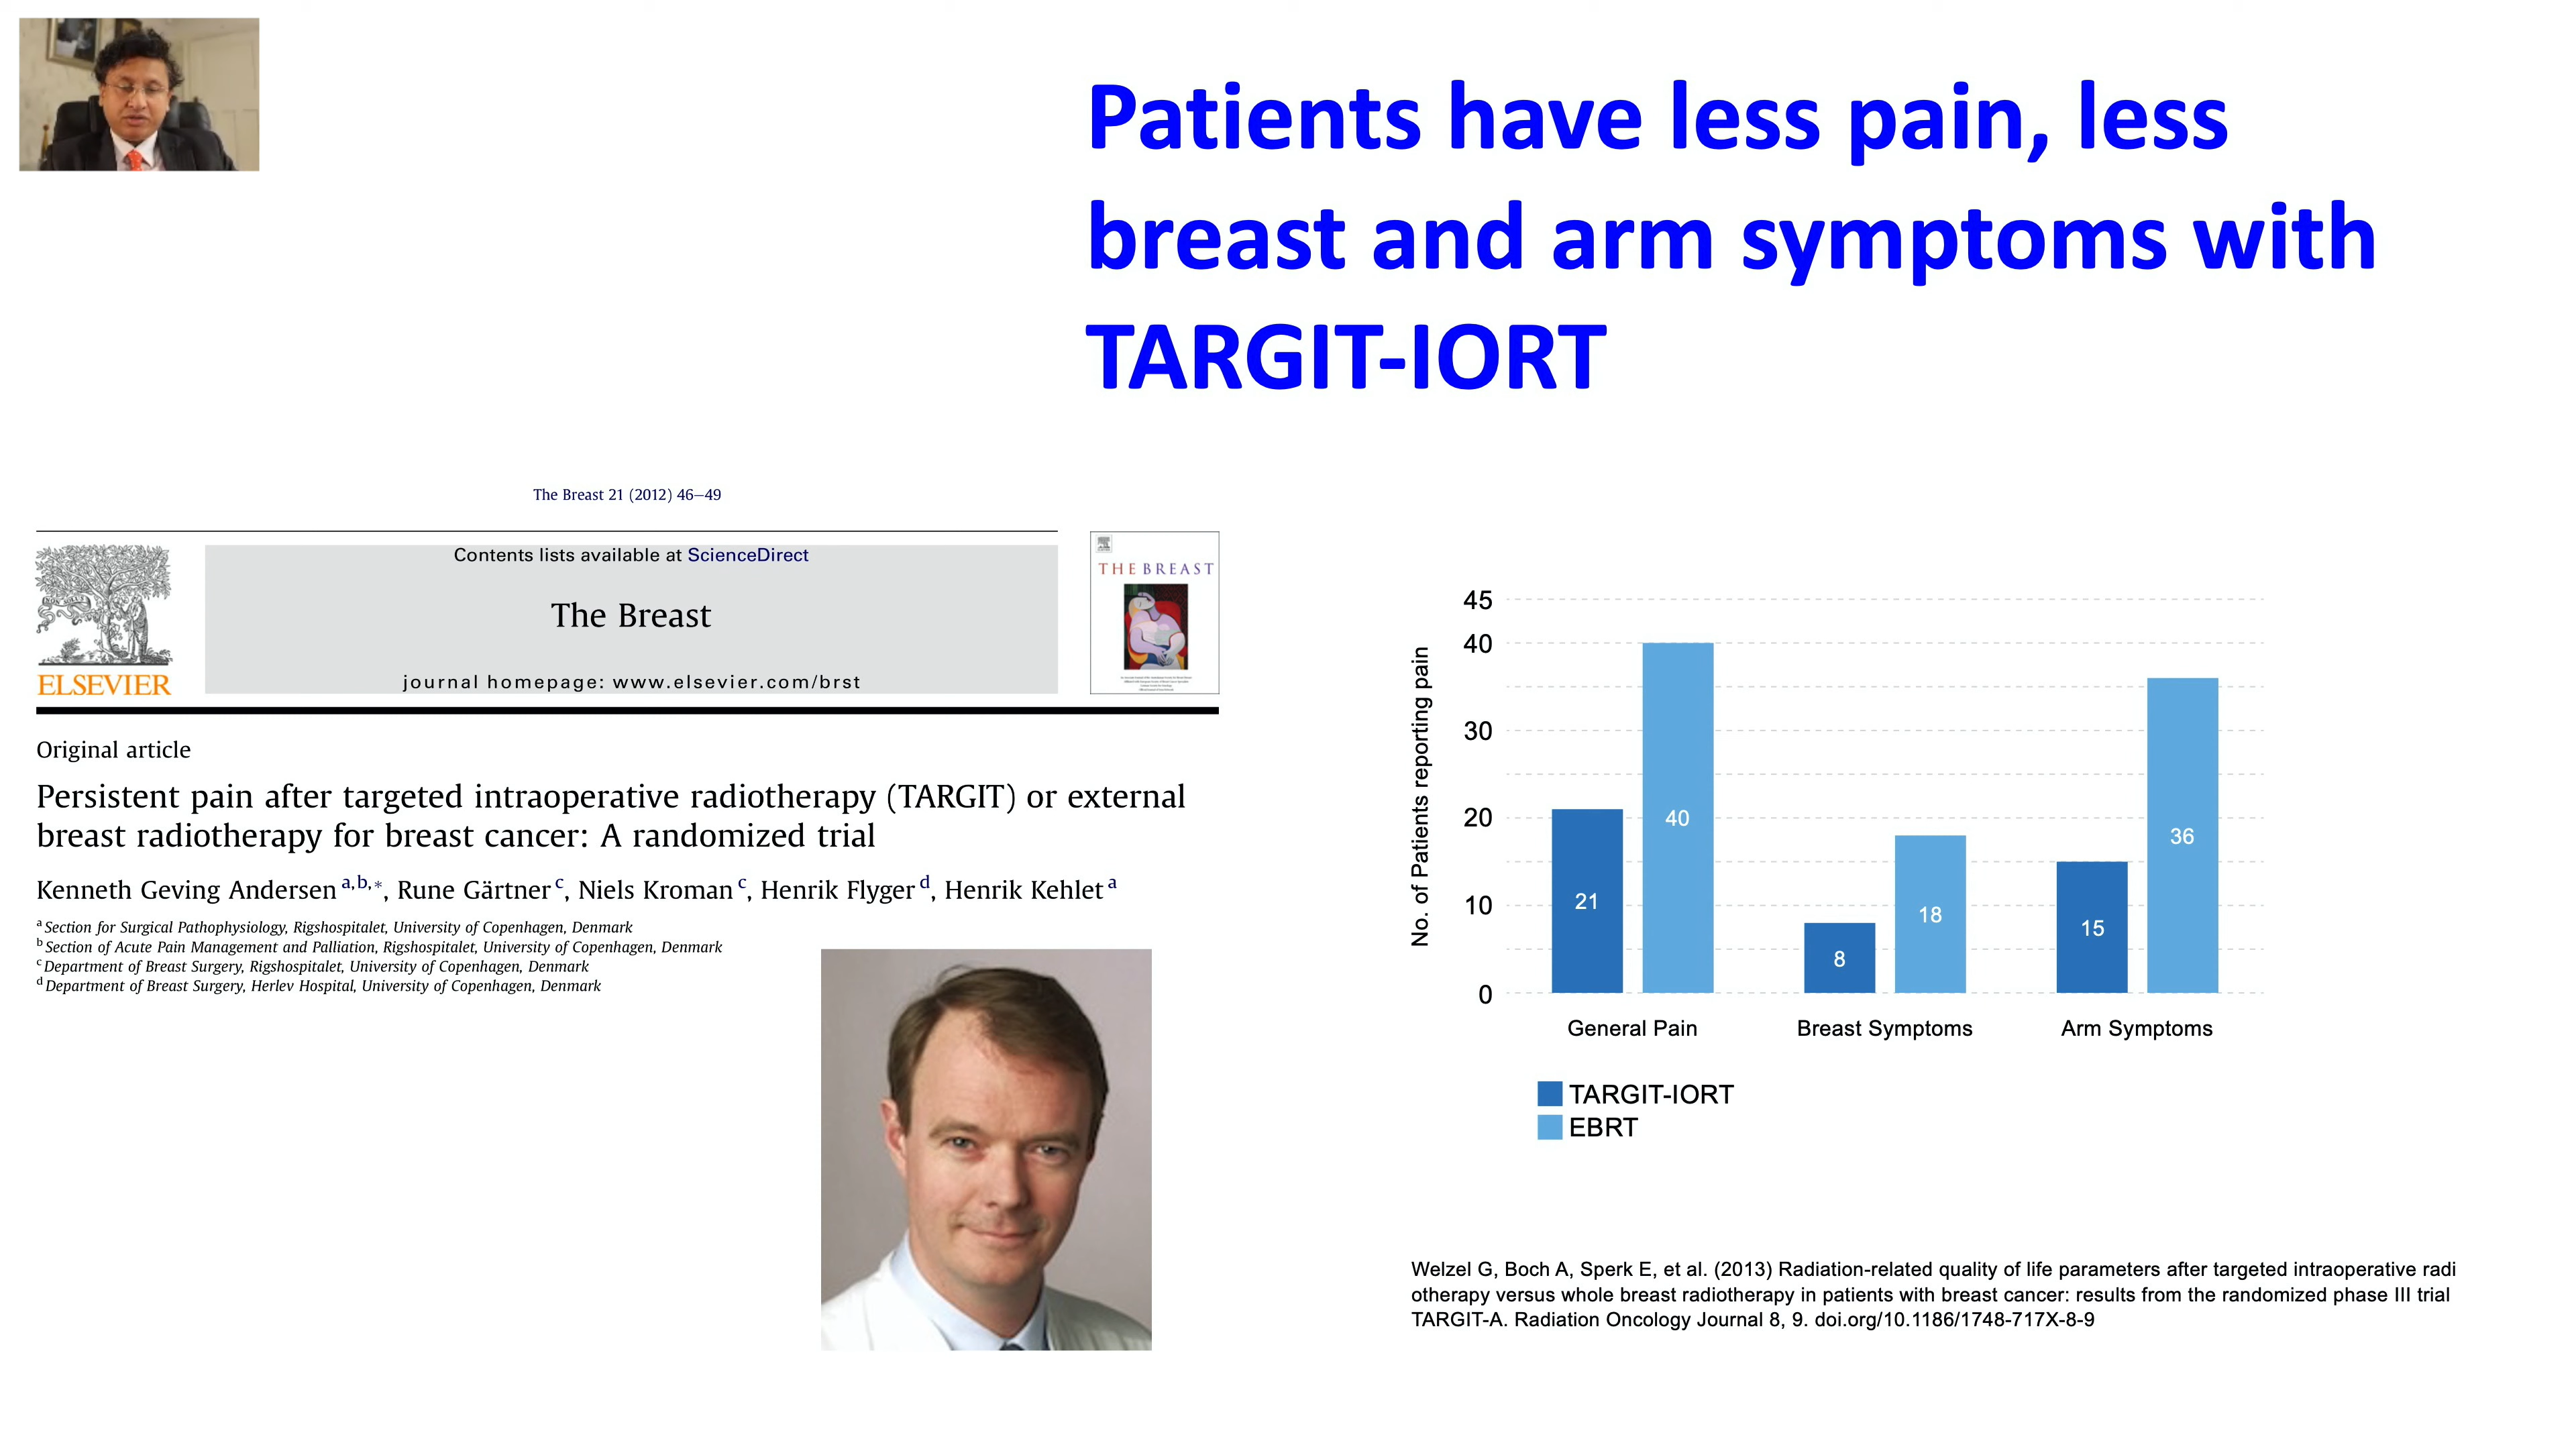 Patients have less pain, less
breast and arm symptoms with
TARGIT-IORT
The Breast 21 (2012) 46–49
Contents lists available at ScienceDirect
The Breast
journal homepage: www.elsevier.com/brst
ELSEVIER
THE BREAST
Original article
Persistent pain after targeted intraoperative radiotherapy (TARGIT) or external
breast radiotherapy for breast cancer: A randomized trial
Kenneth Geving Andersen a,b,*, Rune Gärtner c, Niels Kroman c, Henrik Flyger d, Henrik Kehlet a
a Section for Surgical Pathophysiology, Rigshospitalet, University of Copenhagen, Denmark
b Section of Acute Pain Management and Palliation, Rigshospitalet, University of Copenhagen, Denmark
c Department of Breast Surgery, Rigshospitalet, University of Copenhagen, Denmark
d Department of Breast Surgery, Herlev Hospital, University of Copenhagen, Denmark
No. of Patients reporting pain
45
40
30
20
10
0
21
40
8
18
15
36
General Pain
Breast Symptoms
Arm Symptoms
TARGIT-IORT
EBRT
Welzel G, Boch A, Sperk E, et al. (2013) Radiation-related quality of life parameters after targeted intraoperative radi
otherapy versus whole breast radiotherapy in patients with breast cancer: results from the randomized phase III trial
TARGIT-A. Radiation Oncology Journal 8, 9. doi.org/10.1186/1748-717X-8-9